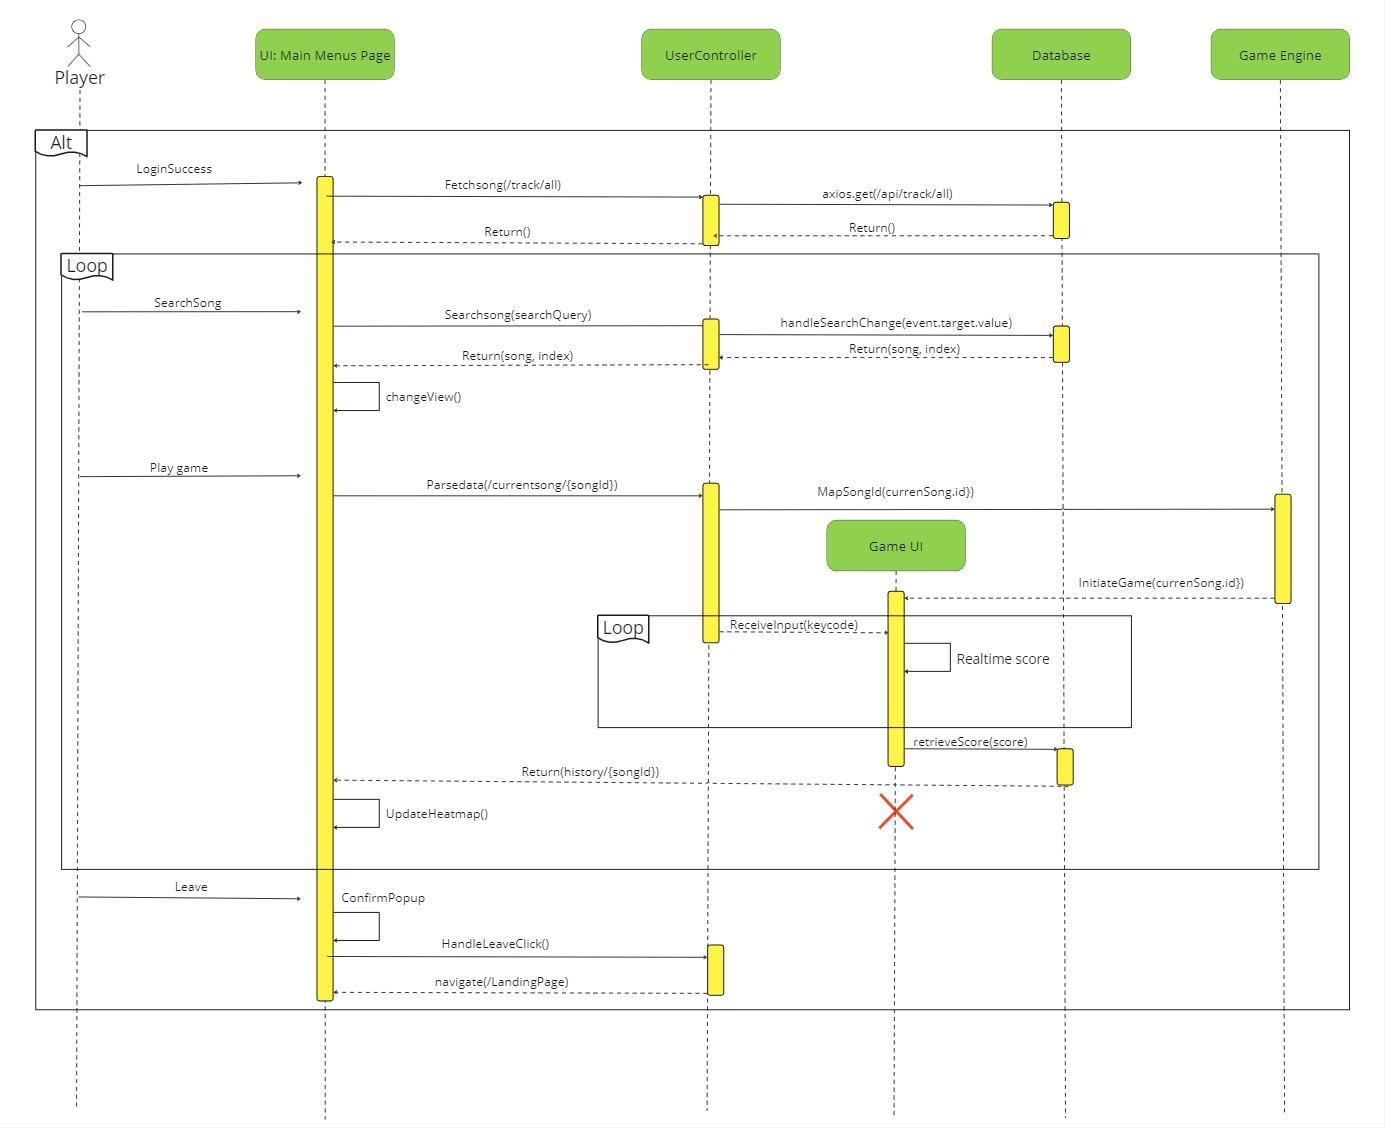 Player
UI: Main Menus Page
UserController
Database
Game Engine
Alt
LoginSuccess
Fetchsong(/track/all)
axios.get(/api/track/all)
Return()
Return()
Loop
SearchSong
Searchsong(searchQuery)
handleSearchChange(event.target.value)
Return(song, index)
Return(song, index)
changeView()
Play game
Parsedata(/currentsong/{songId})
MapSongId(currenSong.id})
Game UI
InitiateGame(currenSong.id})
Loop
ReceiveInput(keycode)
Realtime score
retrieveScore(score)
Return(history/{songId})
UpdateHeatmap()
Leave
ConfirmPopup
HandleLeaveClick()
navigate(/LandingPage)